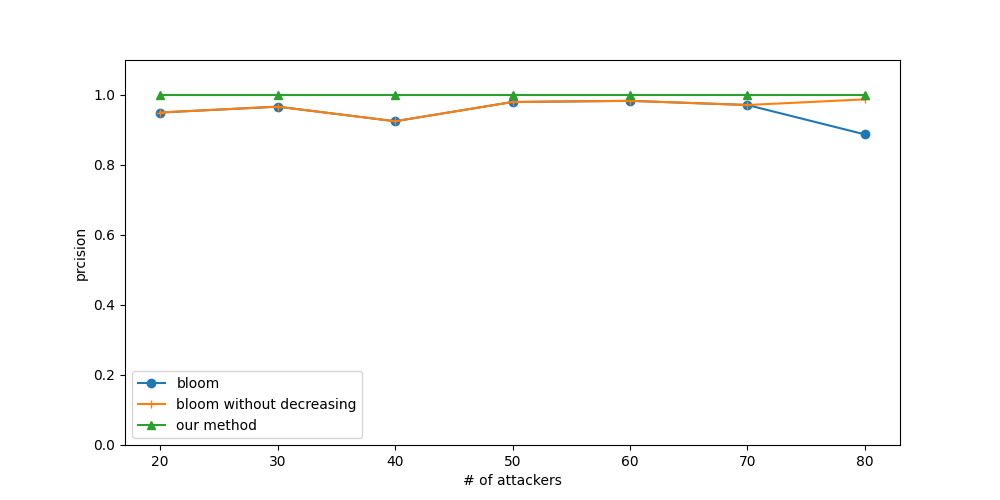 1.0
0.8
0.6
0.4
0.2
0.0
prcision
bloom
bloom without decreasing
our method
20 30 40 50 60 70 80
# of attackers